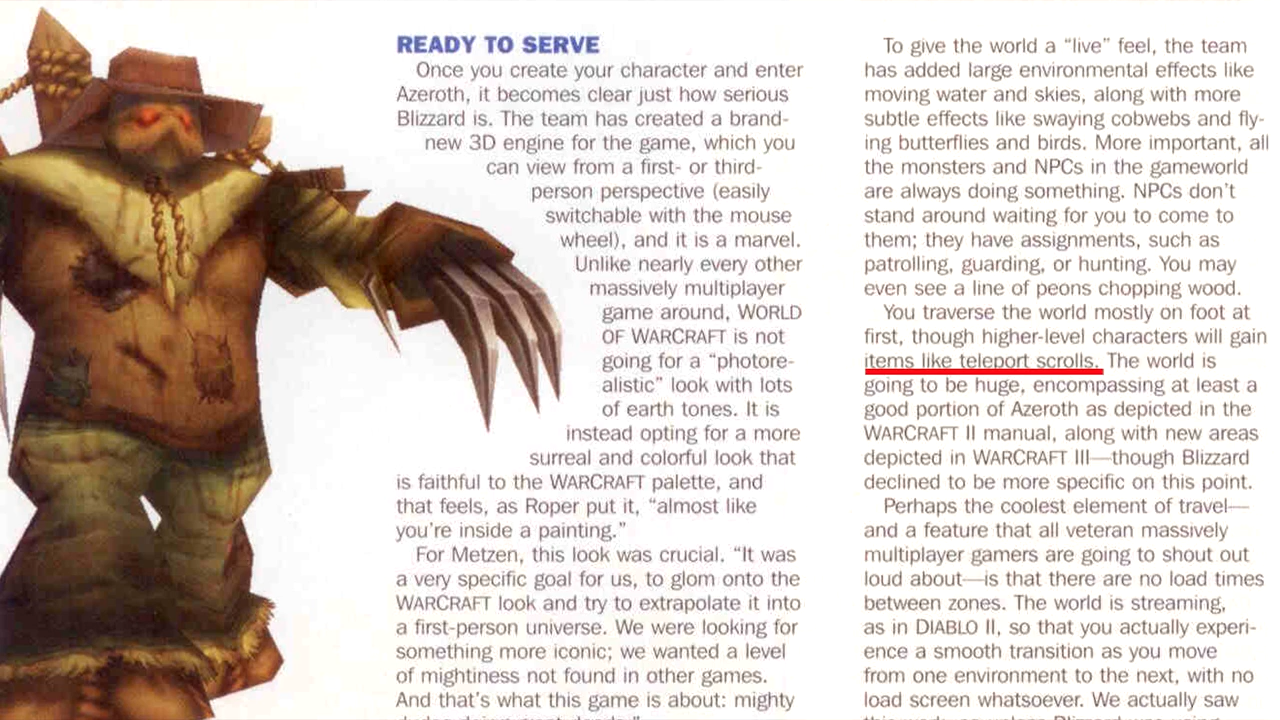 READY TO SERVE
Once you create your character and enter
Azeroth, it becomes clear just how serious
Blizzard is. The team has created a brand-
new 3D engine for the game, which you
can view from a first- or third-
person perspective (easily
switchable with the mouse
wheel), and it is a marvel.
Unlike nearly every other
massively multiplayer
game around, WORLD
OF WARCRAFT is not
going for a “photore-
alistic” look with lots
of earth tones. It is
instead opting for a more
surreal and colorful look that
is faithful to the WARCRAFT palette, and
that feels, as Roper put it, “almost like
you’re inside a painting.”
For Metzen, this look was crucial. “It was
a very specific goal for us, to glom onto the
WARCRAFT look and try to extrapolate it into
a first-person universe. We were looking for
something more iconic; we wanted a level
of mightiness not found in other games.
And that’s what this game is about: mighty
To give the world a “live” feel, the team
has added large environmental effects like
moving water and skies, along with more
subtle effects like swaying cobwebs and fly-
ing butterflies and birds. More important, all
the monsters and NPCs in the gameworld
are always doing something. NPCs don’t
stand around waiting for you to come to
them; they have assignments, such as
patrolling, guarding, or hunting. You may
even see a line of peons chopping wood.
You traverse the world mostly on foot at
first, though higher-level characters will gain
items like teleport scrolls. The world is
going to be huge, encompassing at least a
good portion of Azeroth as depicted in the
WARCRAFT II manual, along with new areas
depicted in WARCRAFT III—though Blizzard
declined to be more specific on this point.
Perhaps the coolest element of travel—
and a feature that all veteran massively
multiplayer gamers are going to shout out
loud about—is that there are no load times
between zones. The world is streaming,
as in DIABLO II, so that you actually experi-
ence a smooth transition as you move
from one environment to the next, with no
load screen whatsoever. We actually saw